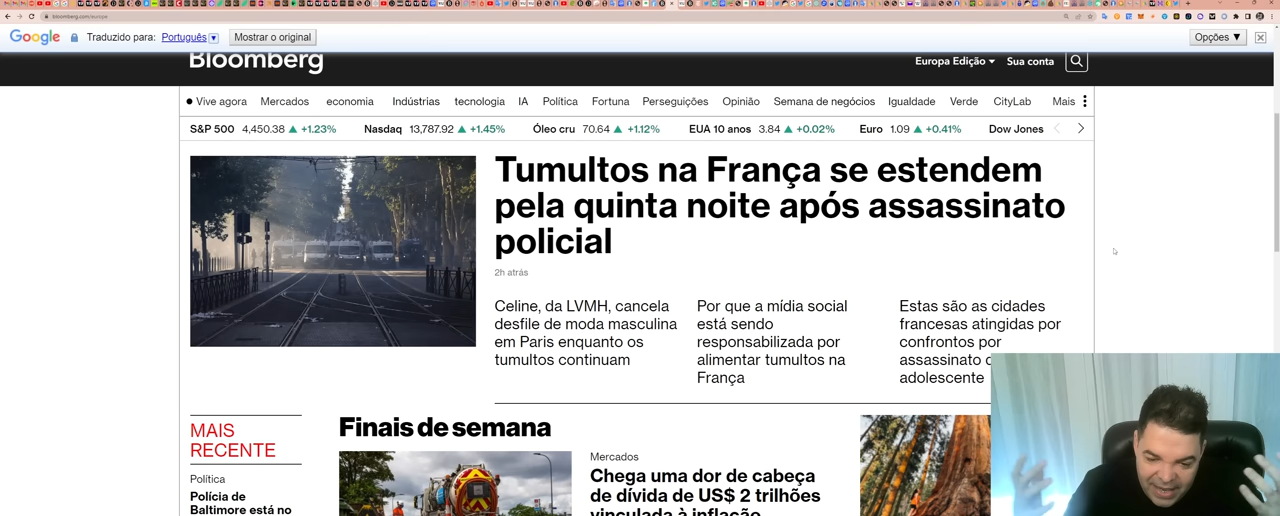 bloomberg.com/europe
Google Traduzido para: Português Mostrar o original Opções ▼
Bloomberg
Europa Edição Sua conta
Vive agora Mercados economia Indústrias tecnologia IA Política Fortuna Perseguições Opinião Semana de negócios Igualdade Verde CityLab Mais
S&P 500 4,450.38 ▲ +1.23% Nasdaq 13,787.92 ▲ +1.45% Óleo cru 70.64 ▲ +1.12% EUA 10 anos 3.84 ▲ +0.02% Euro 1.09 ▲ +0.41% Dow Jones
Tumultos na França se estendem
pela quinta noite após assassinato
policial
2h atrás
Celine, da LVMH, cancela
desfile de moda masculina
em Paris enquanto os
tumultos continuam
Por que a mídia social
está sendo
responsabilizada por
alimentar tumultos na
França
Estas são as cidades
francesas atingidas por
confrontos por
assassinato
adolescente
MAIS
RECENTE
Política
Polícia de
Baltimore está no
Finais de semana
Mercados
Chega uma dor de cabeça
de dívida de US$ 2 trilhões
vinculada à inflação